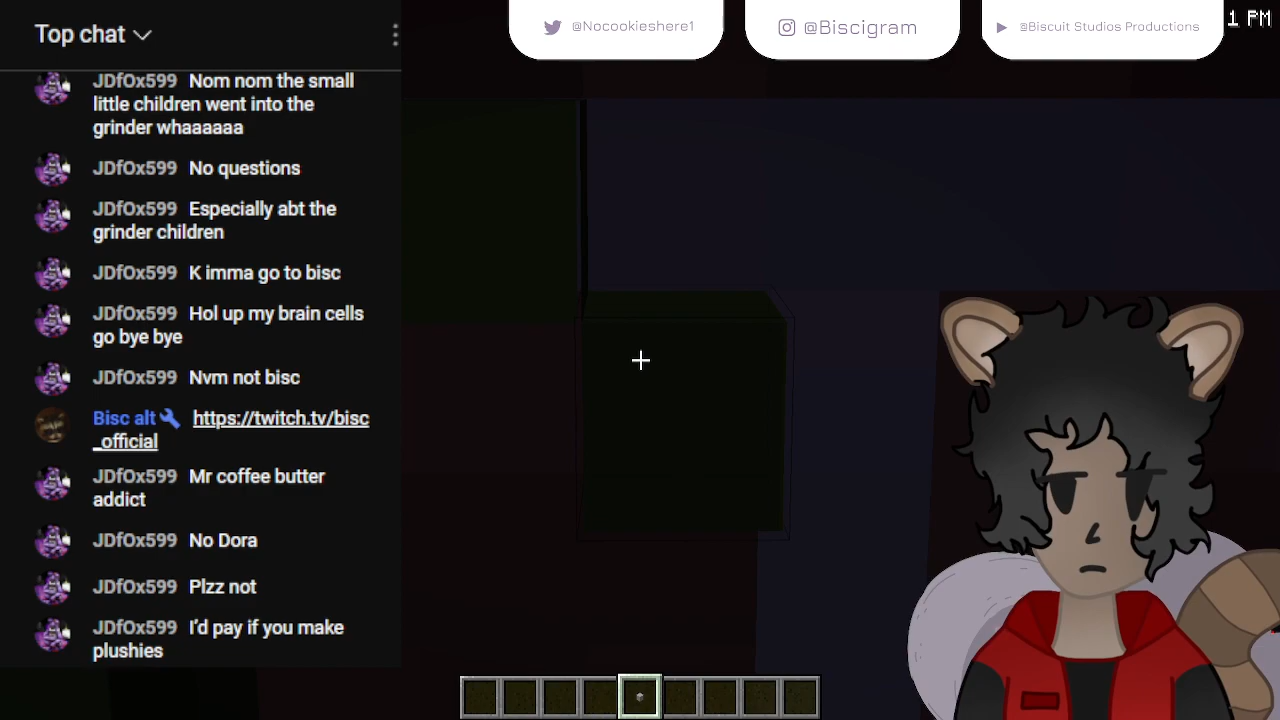 Top chat
@Nocookieshere1
@Biscigram
@Biscuit Studios Productions
1 PM
JDfOx599 Nom nom the small
little children went into the
grinder whaaaaaa
JDfOx599 No questions
JDfOx599 Especially abt the
grinder children
JDfOx599 K imma go to bisc
JDfOx599 Hol up my brain cells
go bye bye
JDfOx599 Nvm not bisc
Bisc alt https://twitch.tv/bisc
_official
JDfOx599 Mr coffee butter
addict
JDfOx599 No Dora
JDfOx599 Plzz not
JDfOx599 I'd pay if you make
plushies